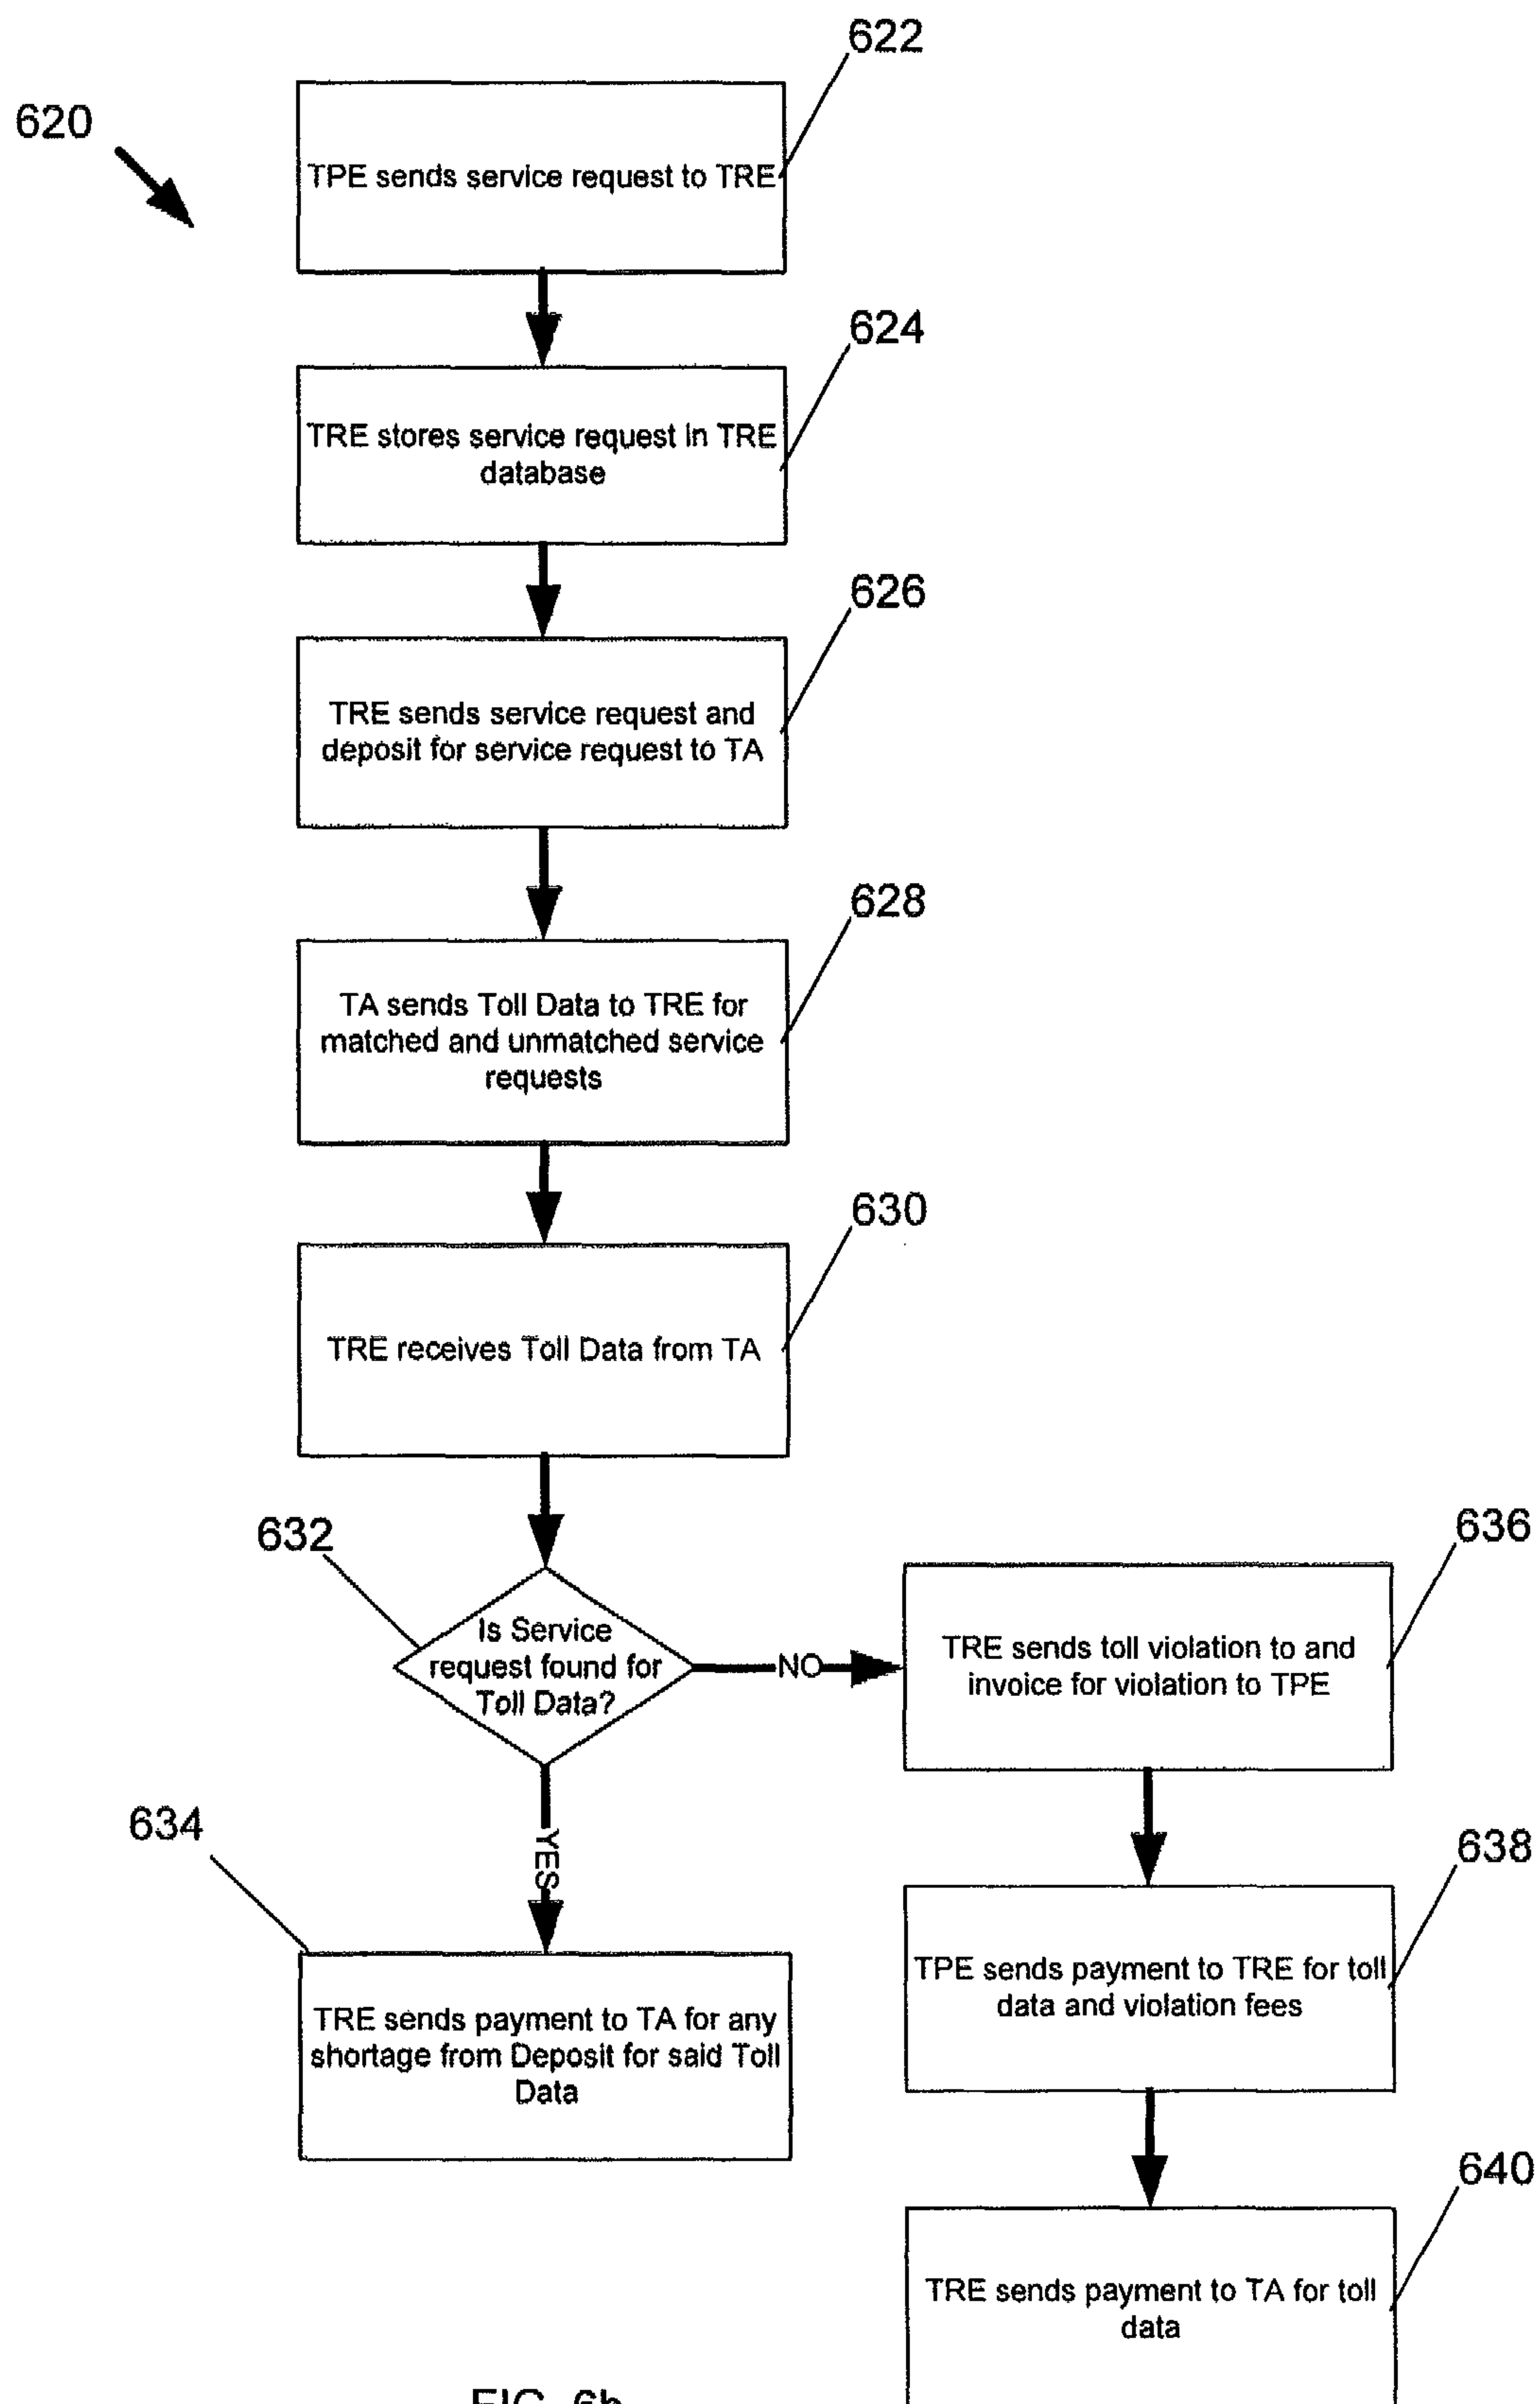 622
620
TPE sends service request to TRE
624
TRE stores service request in TRE
database
626
TRE sends service request and
deposit for service request to TA
628
TA sends Toll Data to TRE for
matched and unmatched service
requests
630
TRE receives Toll Data from TA
632
Is Service
request found for
Toll Data?
NO
636
TRE sends toll violation to and
invoice for violation to TPE
YES
634
TRE sends payment to TA for any
shortage from Deposit for said Toll
Data
638
TPE sends payment to TRE for toll
data and violation fees
640
TRE sends payment to TA for toll
data
FIG. 6b